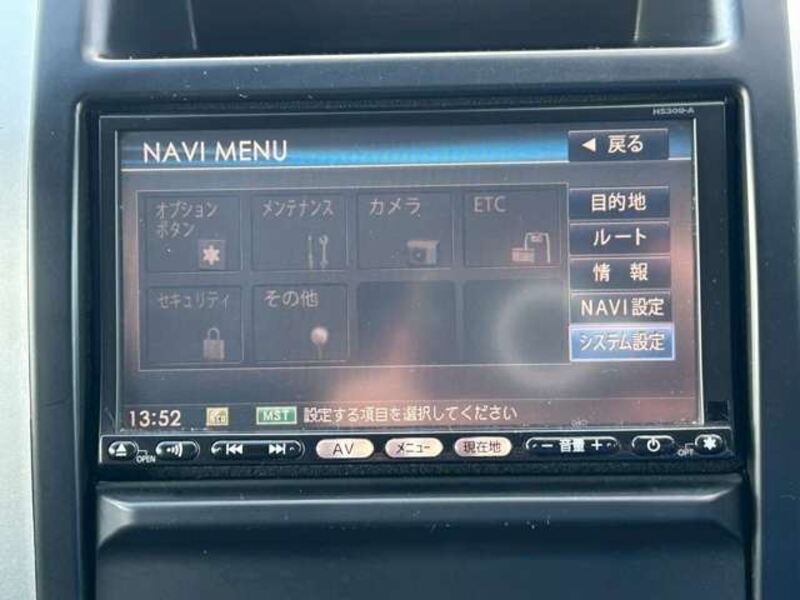 HS309-A
NAVI MENU
◀ 戻る
オプション
ボタン
メンテナンス
カメラ
ETC
セキュリティ
その他
目的地
ルート
情 報
NAVI設定
システム設定
13:52
MST 設定する項目を選択してください
OPEN
AV
メニュー
現在地
− 音量 +
OPT